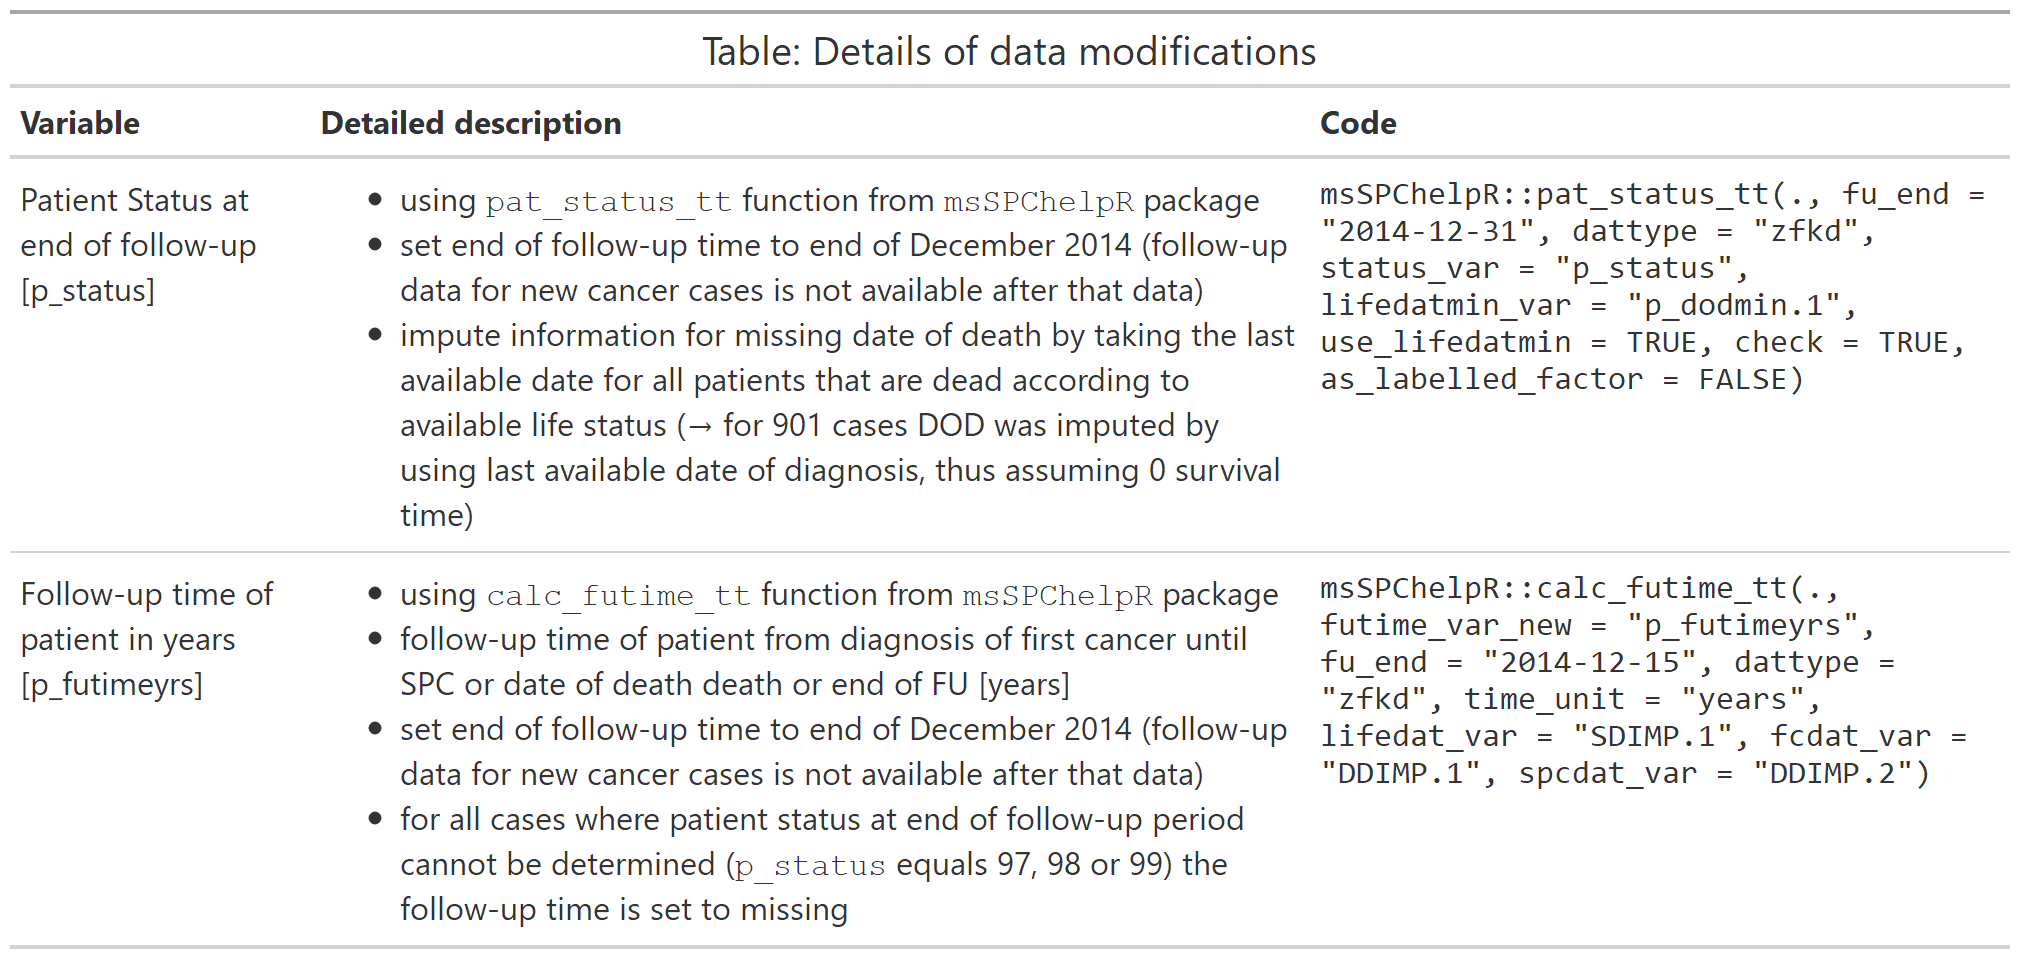 Table: Details of data modifications
Variable
Detailed description
Code
Patient Status at
end of follow-up
[p_status]
• using pat_status_tt function from msSPChelpR package
• set end of follow-up time to end of December 2014 (follow-up
data for new cancer cases is not available after that data)
• impute information for missing date of death by taking the last
available date for all patients that are dead according to
available life status (→ for 901 cases DOD was imputed by
using last available date of diagnosis, thus assuming 0 survival
time)
msSPChelpR::pat_status_tt(., fu_end =
"2014-12-31", dattype = "zfkd",
status_var = "p_status",
lifedatmin_var = "p_dodmin.1",
use_lifedatmin = TRUE, check = TRUE,
as_labelled_factor = FALSE)
Follow-up time of
patient in years
[p_futimeyrs]
• using calc_futime_tt function from msSPChelpR package
• follow-up time of patient from diagnosis of first cancer until
SPC or date of death death or end of FU [years]
• set end of follow-up time to end of December 2014 (follow-up
data for new cancer cases is not available after that data)
• for all cases where patient status at end of follow-up period
cannot be determined (p_status equals 97, 98 or 99) the
follow-up time is set to missing
msSPChelpR::calc_futime_tt(.,
futime_var_new = "p_futimeyrs",
fu_end = "2014-12-15", dattype =
"zfkd", time_unit = "years",
lifedat_var = "SDIMP.1", fcdat_var =
"DDIMP.1", spcdat_var = "DDIMP.2")